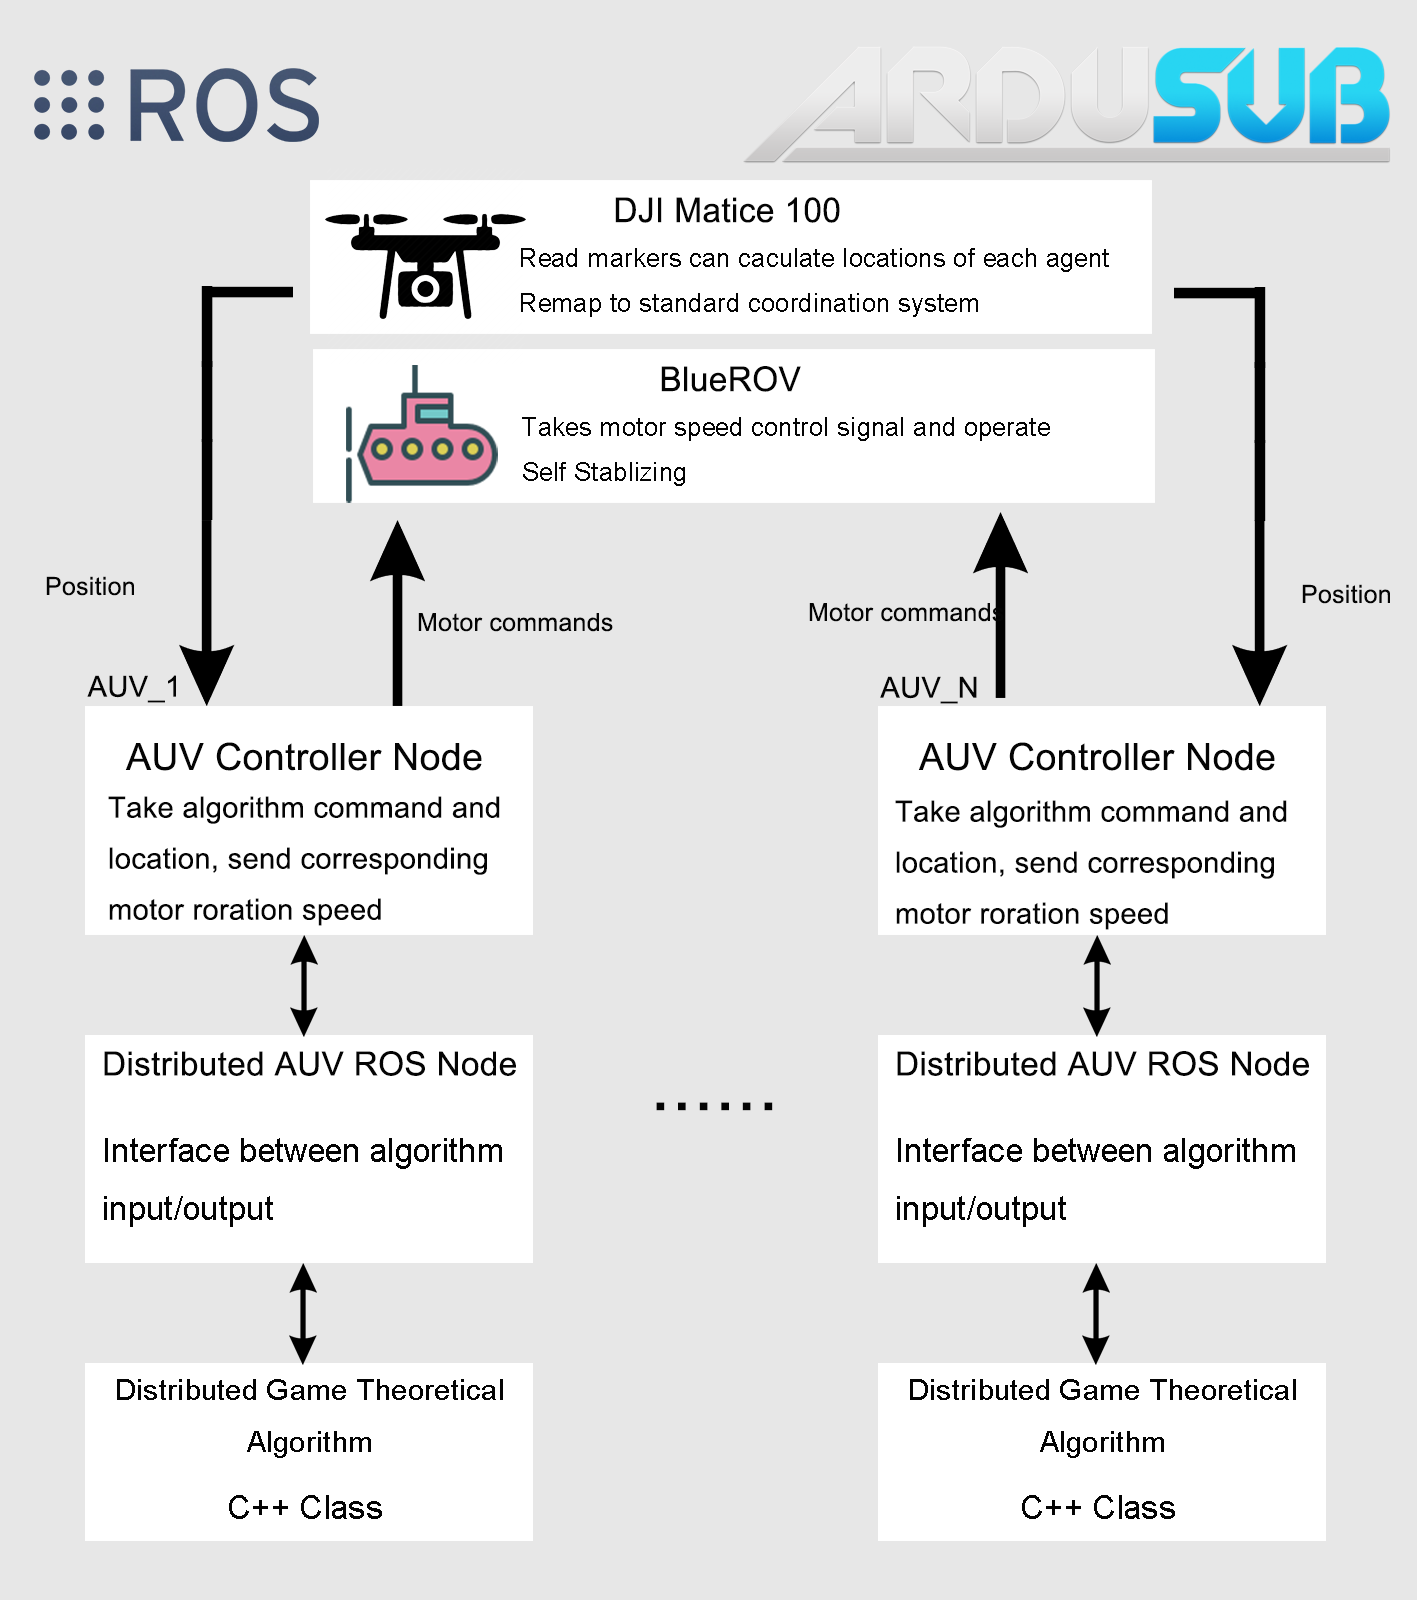 ROS
ARDUSUB
DJI Matice 100
Read markers can caculate locations of each agent
Remap to standard coordination system
BlueROV
Takes motor speed control signal and operate
Self Stablizing
Position
Motor commands
Motor commands
Position
AUV_1
AUV_N
AUV Controller Node
Take algorithm command and
location, send corresponding
motor roration speed
AUV Controller Node
Take algorithm command and
location, send corresponding
motor roration speed
Distributed AUV ROS Node
Interface between algorithm
input/output
......
Distributed AUV ROS Node
Interface between algorithm
input/output
Distributed Game Theoretical
Algorithm
C++ Class
Distributed Game Theoretical
Algorithm
C++ Class